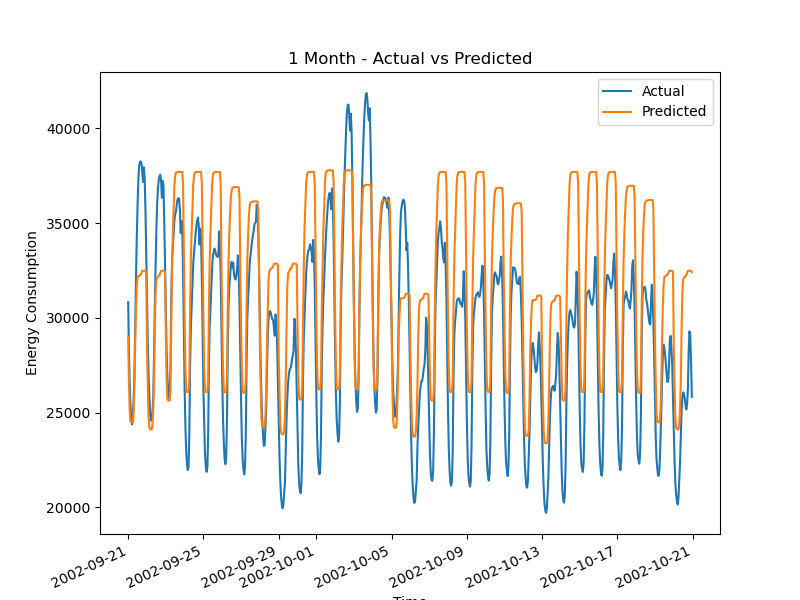 1 Month - Actual vs Predicted
Actual
Predicted
Energy Consumption
40000
35000
30000
25000
20000
2002-09-21
2002-09-25
2002-09-29
2002-10-01
2002-10-05
2002-10-09
2002-10-13
2002-10-17
2002-10-21
Time